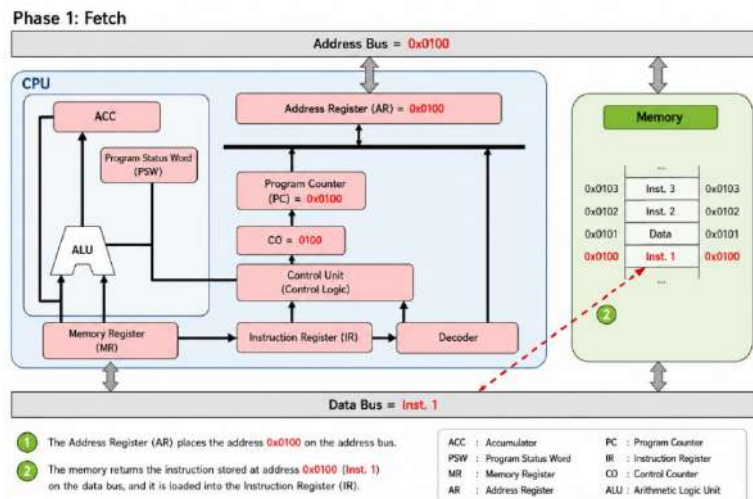 Phase 1: Fetch
Address Bus = 0x0100
CPU
Address Register (AR) = 0x0100
ACC
Program Status Word
(PSW)
Program Counter
(PC) = 0x0100
CO = 0100
ALU
Control Unit
(Control Logic)
Memory Register
(MR)
Instruction Register (IR)
Decoder
Memory
...
0x0103 Inst. 3 0x0103
0x0102 Inst. 2 0x0102
0x0101 Data 0x0101
0x0100 Inst. 1 0x0100
...
2
Data Bus = Inst. 1
1 The Address Register (AR) places the address 0x0100 on the address bus.
2 The memory returns the instruction stored at address 0x0100 (Inst. 1)
on the data bus, and it is loaded into the Instruction Register (IR).
ACC : Accumulator PC : Program Counter
PSW : Program Status Word IR : Instruction Register
MR : Memory Register CO : Control Counter
AR : Address Register ALU : Arithmetic Logic Unit